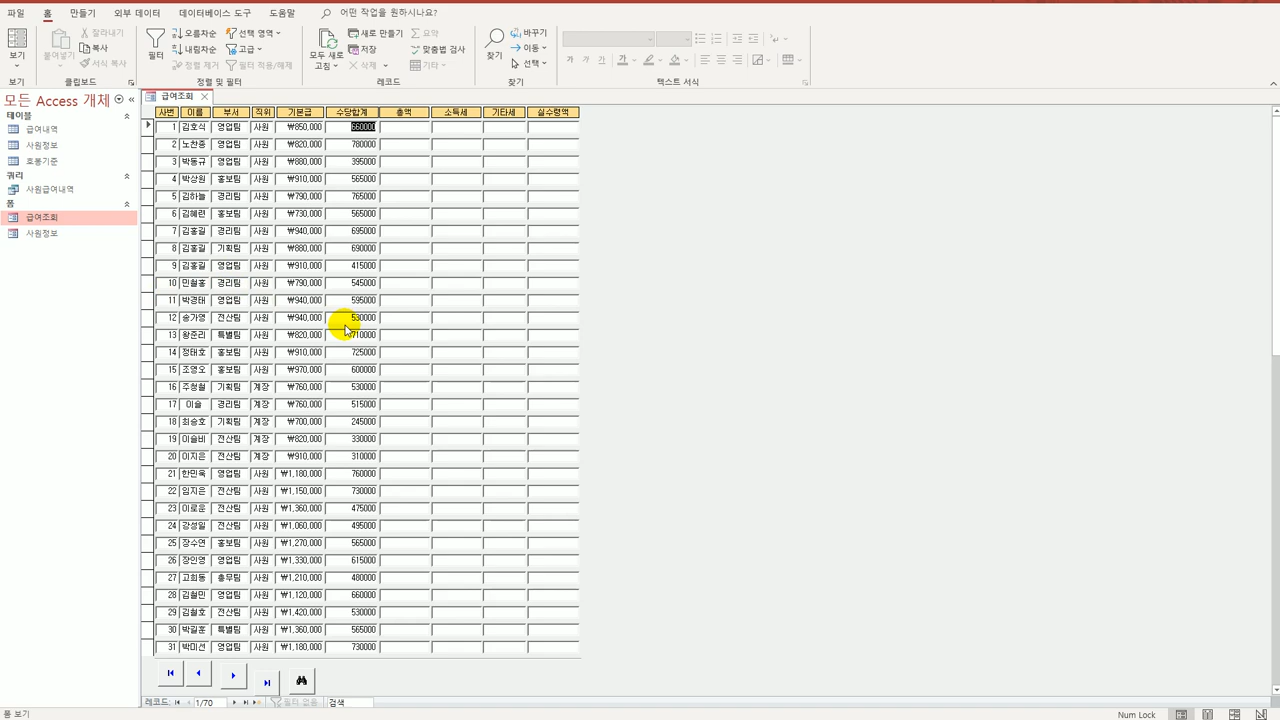 파일 홈 만들기 외부 데이터 데이터베이스 도구 도움말 어떤 작업을 원하시나요?
보기 붙여넣기 잘라내기 복사 서식 복사
필터 오름차순 내림차순 정렬 제거 선택 영역 고급 필터 적용/해제
모두 새로 고침 새로 만들기 저장 삭제 요약 맞춤법 검사 기타
찾기 바꾸기 이동 선택
가 가 가 가 가
보기 클립보드 정렬 및 필터 레코드 찾기 텍스트 서식
모든 Access 개체
테이블
급여내역
사원정보
호봉기준
쿼리
사원급여내역
폼
급여조회
사원정보
급여조회
사번 이름 부서 직위 기본급 수당합계 총액 소득세 기타세 실수령액
1 김호식 영업팀 사원 ₩850,000 660000
2 노찬종 영업팀 사원 ₩820,000 780000
3 박동규 영업팀 사원 ₩880,000 395000
4 박상원 홍보팀 사원 ₩910,000 565000
5 김하늘 경리팀 사원 ₩790,000 765000
6 김혜련 홍보팀 사원 ₩730,000 565000
7 김홍길 경리팀 사원 ₩940,000 695000
8 김홍길 기획팀 사원 ₩880,000 690000
9 김홍길 영업팀 사원 ₩910,000 415000
10 민철홍 경리팀 사원 ₩790,000 545000
11 박경태 영업팀 사원 ₩940,000 595000
12 송가영 전산팀 사원 ₩940,000 530000
13 왕준리 특별팀 사원 ₩820,000 710000
14 정태호 홍보팀 사원 ₩910,000 725000
15 조영오 홍보팀 사원 ₩970,000 600000
16 주청철 기획팀 계장 ₩760,000 530000
17 이슬 경리팀 계장 ₩760,000 515000
18 최승호 기획팀 계장 ₩700,000 245000
19 이슬비 전산팀 계장 ₩820,000 330000
20 이지은 전산팀 계장 ₩910,000 310000
21 한민욱 영업팀 사원 ₩1,180,000 760000
22 임지은 전산팀 사원 ₩1,150,000 730000
23 이로운 전산팀 사원 ₩1,360,000 475000
24 강성일 전산팀 사원 ₩1,060,000 495000
25 장수연 홍보팀 사원 ₩1,270,000 565000
26 장인영 영업팀 사원 ₩1,330,000 615000
27 고희동 총무팀 사원 ₩1,210,000 480000
28 김철민 영업팀 사원 ₩1,120,000 660000
29 김철호 전산팀 사원 ₩1,420,000 530000
30 박길훈 특별팀 사원 ₩1,360,000 565000
31 박미선 영업팀 사원 ₩1,180,000 730000
레코드: 1/70 필터 없음 검색
폼 보기 Num Lock